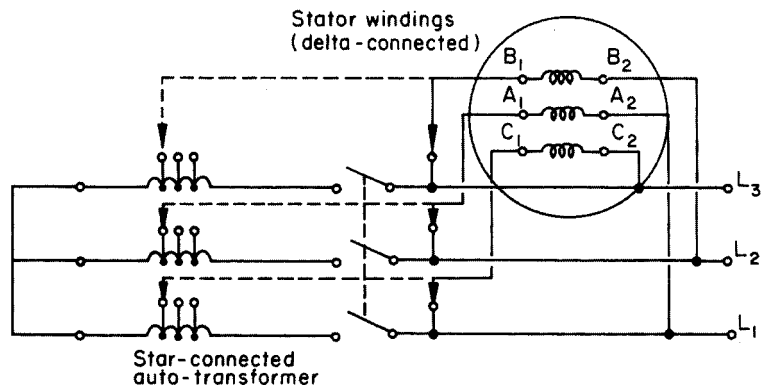 Stator windings
(delta-connected)
B1 B2
A1 A2
C1 C2
L3
L2
L1
Star-connected
auto-transformer